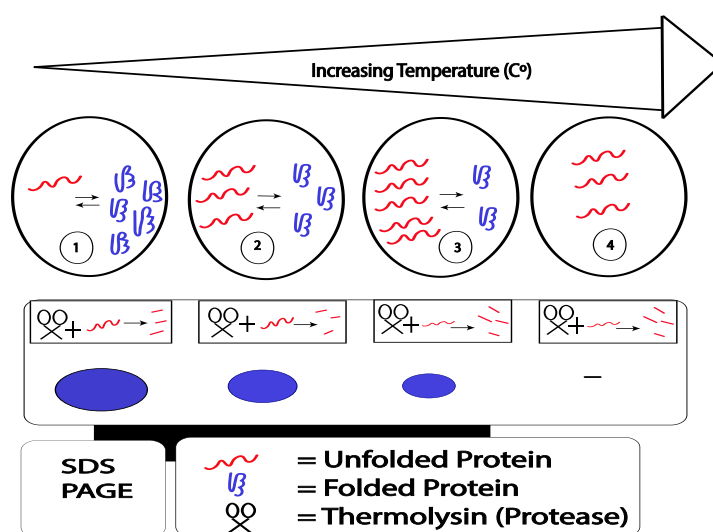 Increasing Temperature (Cº)
1
2
3
4
+
+
+
+
–
SDS
PAGE
= Unfolded Protein
= Folded Protein
= Thermolysin (Protease)